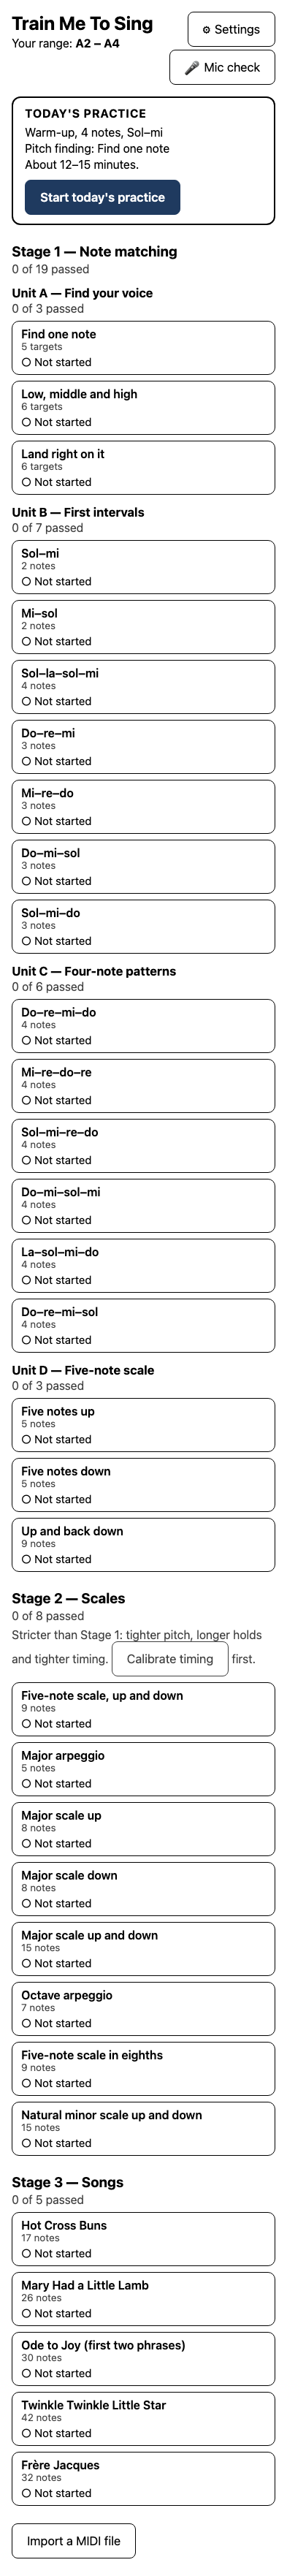 Train Me To Sing
⚙ Settings
Your range: A2 – A4
🎤 Mic check
TODAY'S PRACTICE
Warm-up, 4 notes, Sol–mi
Pitch finding: Find one note
About 12–15 minutes.
Start today's practice
Stage 1 — Note matching
0 of 19 passed
Unit A — Find your voice
0 of 3 passed
Find one note
5 targets
Not started
Low, middle and high
6 targets
Not started
Land right on it
6 targets
Not started
Unit B — First intervals
0 of 7 passed
Sol–mi
2 notes
Not started
Mi–sol
2 notes
Not started
Sol–la–sol–mi
4 notes
Not started
Do–re–mi
3 notes
Not started
Mi–re–do
3 notes
Not started
Do–mi–sol
3 notes
Not started
Sol–mi–do
3 notes
Not started
Unit C — Four-note patterns
0 of 6 passed
Do–re–mi–do
4 notes
Not started
Mi–re–do–re
4 notes
Not started
Sol–mi–re–do
4 notes
Not started
Do–mi–sol–mi
4 notes
Not started
La–sol–mi–do
4 notes
Not started
Do–re–mi–sol
4 notes
Not started
Unit D — Five-note scale
0 of 3 passed
Five notes up
5 notes
Not started
Five notes down
5 notes
Not started
Up and back down
9 notes
Not started
Stage 2 — Scales
0 of 8 passed
Stricter than Stage 1: tighter pitch, longer holds
and tighter timing. Calibrate timing first.
Five-note scale, up and down
9 notes
Not started
Major arpeggio
5 notes
Not started
Major scale up
8 notes
Not started
Major scale down
8 notes
Not started
Major scale up and down
15 notes
Not started
Octave arpeggio
7 notes
Not started
Five-note scale in eighths
9 notes
Not started
Natural minor scale up and down
15 notes
Not started
Stage 3 — Songs
0 of 5 passed
Hot Cross Buns
17 notes
Not started
Mary Had a Little Lamb
26 notes
Not started
Ode to Joy (first two phrases)
30 notes
Not started
Twinkle Twinkle Little Star
42 notes
Not started
Frère Jacques
32 notes
Not started
Import a MIDI file